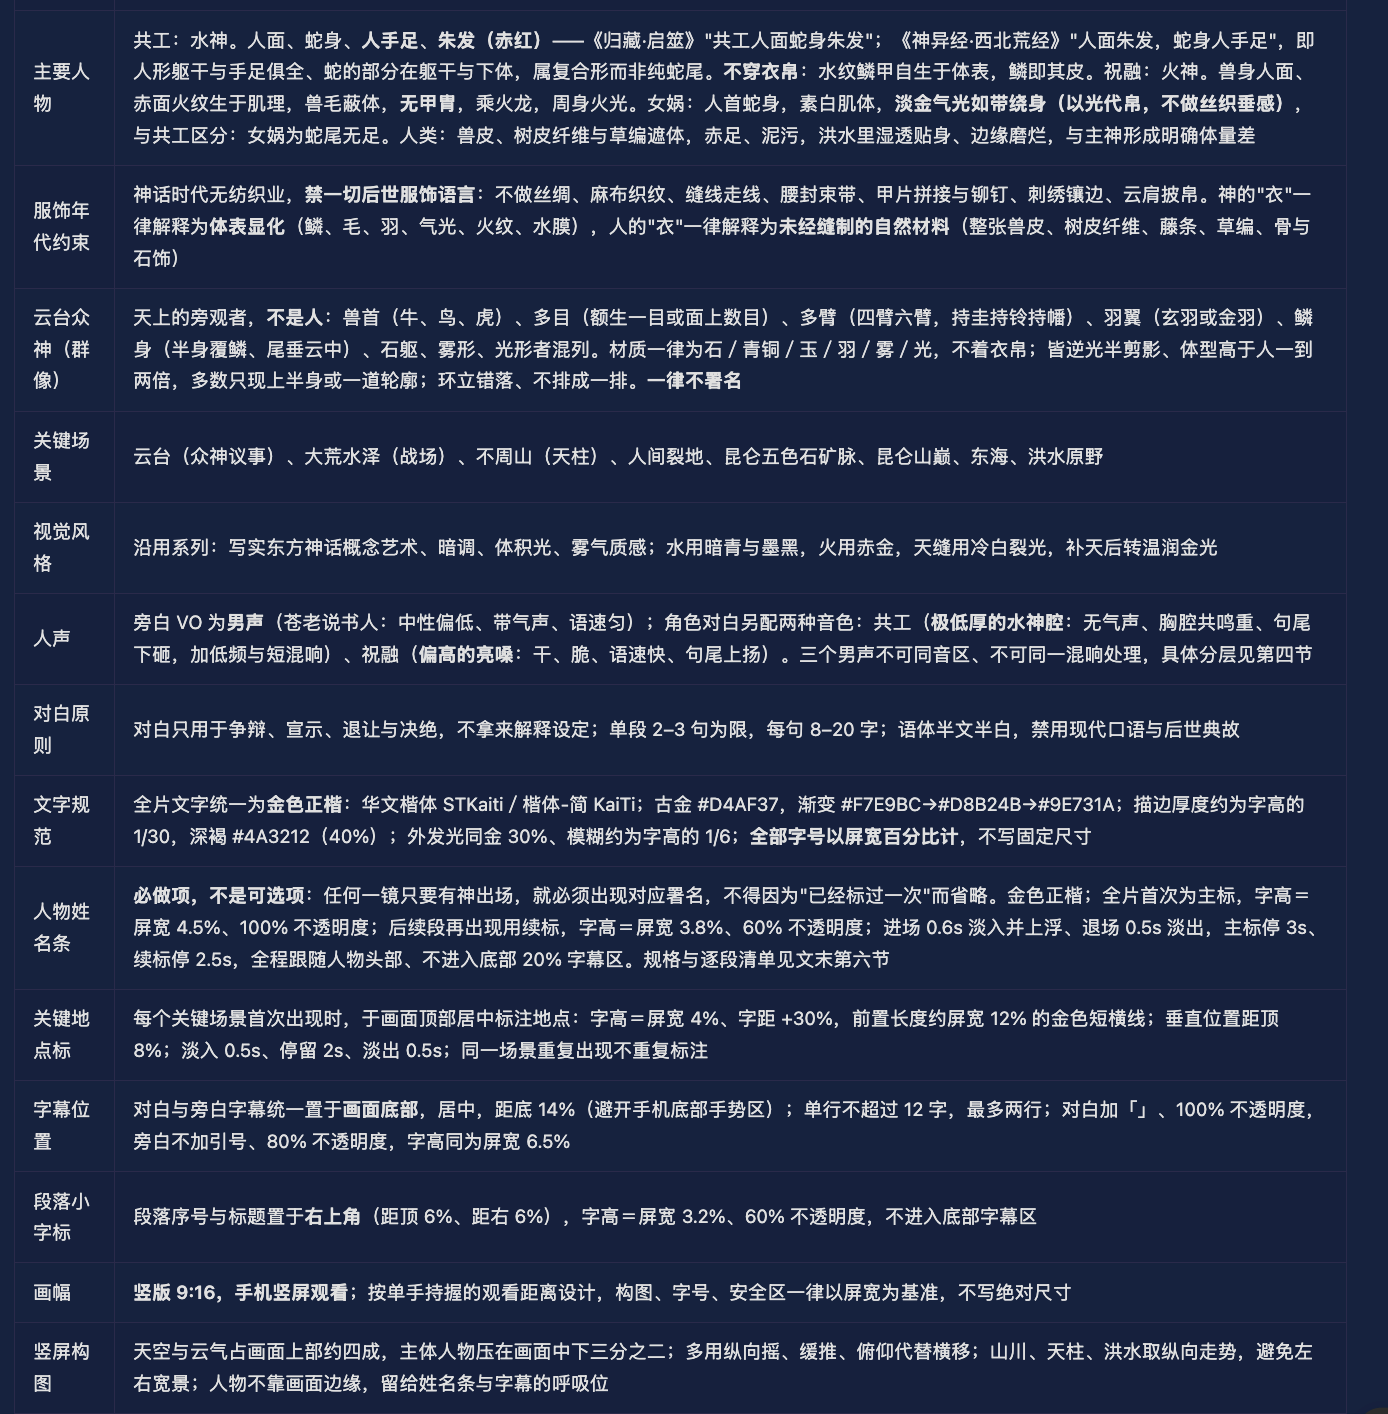 主要人
物
共工：水神。人面、蛇身、人手足、朱发（赤红）——《归藏·启筮》"共工人面蛇身朱发"；《神异经·西北荒经》"人面朱发，蛇身人手足"，即
人形躯干与手足俱全、蛇的部分在躯干与下体，属复合形而非纯蛇尾。不穿衣帛：水纹鳞甲自生于体表，鳞即其皮。祝融：火神。兽身人面、
赤面火纹生于肌理，兽毛蔽体，无甲胄，乘火龙，周身火光。女娲：人首蛇身，素白肌体，淡金气光如带绕身（以光代帛，不做丝织垂感），
与共工区分：女娲为蛇尾无足。人类：兽皮、树皮纤维与草编遮体，赤足、泥污，洪水里湿透贴身、边缘磨烂，与主神形成明确体量差
服饰年
代约束
神话时代无纺织业，禁一切后世服饰语言：不做丝绸、麻布织纹、缝线走线、腰封束带、甲片拼接与铆钉、刺绣镶边、云肩披帛。神的"衣"一
律解释为体表显化（鳞、毛、羽、气光、火纹、水膜），人的"衣"一律解释为未经缝制的自然材料（整张兽皮、树皮纤维、藤条、草编、骨与
石饰）
云台众
神（群
像）
天上的旁观者，不是人：兽首（牛、鸟、虎）、多目（额生一目或面上数目）、多臂（四臂六臂，持圭持铃持幡）、羽翼（玄羽或金羽）、鳞
身（半身覆鳞、尾垂云中）、石躯、雾形、光形者混列。材质一律为石 / 青铜 / 玉 / 羽 / 雾 / 光，不着衣帛；皆逆光半剪影、体型高于人一到
两倍，多数只现上半身或一道轮廓；环立错落、不排成一排。一律不署名
关键场
景
云台（众神议事）、大荒水泽（战场）、不周山（天柱）、人间裂地、昆仑五色石矿脉、昆仑山巅、东海、洪水原野
视觉风
格
沿用系列：写实东方神话概念艺术、暗调、体积光、雾气质感；水用暗青与墨黑，火用赤金，天缝用冷白裂光，补天后转温润金光
人声
旁白 VO 为男声（苍老说书人：中性偏低、带气声、语速匀）；角色对白另配两种音色：共工（极低厚的水神腔：无气声、胸腔共鸣重、句尾
下砸，加低频与短混响）、祝融（偏高的亮嗓：干、脆、语速快、句尾上扬）。三个男声不可同音区、不可同一混响处理，具体分层见第四节
对白原
则
对白只用于争辩、宣示、退让与决绝，不拿来解释设定；单段 2–3 句为限，每句 8–20 字；语体半文半白，禁用现代口语与后世典故
文字规
范
全片文字统一为金色正楷：华文楷体 STKaiti / 楷体-简 KaiTi；古金 #D4AF37，渐变 #F7E9BC→#D8B24B→#9E731A；描边厚度约为字高的
1/30，深褐 #4A3212（40%）；外发光同金 30%、模糊约为字高的 1/6；全部字号以屏宽百分比计，不写固定尺寸
人物姓
名条
必做项，不是可选项：任何一镜只要有神出场，就必须出现对应署名，不得因为"已经标过一次"而省略。金色正楷；全片首次为主标，字高＝
屏宽 4.5%、100% 不透明度；后续段再出现用续标，字高＝屏宽 3.8%、60% 不透明度；进场 0.6s 淡入并上浮、退场 0.5s 淡出，主标停 3s、
续标停 2.5s，全程跟随人物头部、不进入底部 20% 字幕区。规格与逐段清单见文末第六节
关键地
点标
每个关键场景首次出现时，于画面顶部居中标注地点：字高＝屏宽 4%、字距 +30%，前置长度约屏宽 12% 的金色短横线；垂直位置距顶
8%；淡入 0.5s、停留 2s、淡出 0.5s；同一场景重复出现不重复标注
字幕位
置
对白与旁白字幕统一置于画面底部，居中，距底 14%（避开手机底部手势区）；单行不超过 12 字，最多两行；对白加「」、100% 不透明度，
旁白不加引号、80% 不透明度，字高同为屏宽 6.5%
段落小
字标
段落序号与标题置于右上角（距顶 6%、距右 6%），字高＝屏宽 3.2%、60% 不透明度，不进入底部字幕区
画幅
竖版 9:16，手机竖屏观看；按单手持握的观看距离设计，构图、字号、安全区一律以屏宽为基准，不写绝对尺寸
竖屏构
图
天空与云气占画面上部约四成，主体人物压在画面中下三分之二；多用纵向摇、缓推、俯仰代替横移；山川、天柱、洪水取纵向走势，避免左
右宽景；人物不靠画面边缘，留给姓名条与字幕的呼吸位